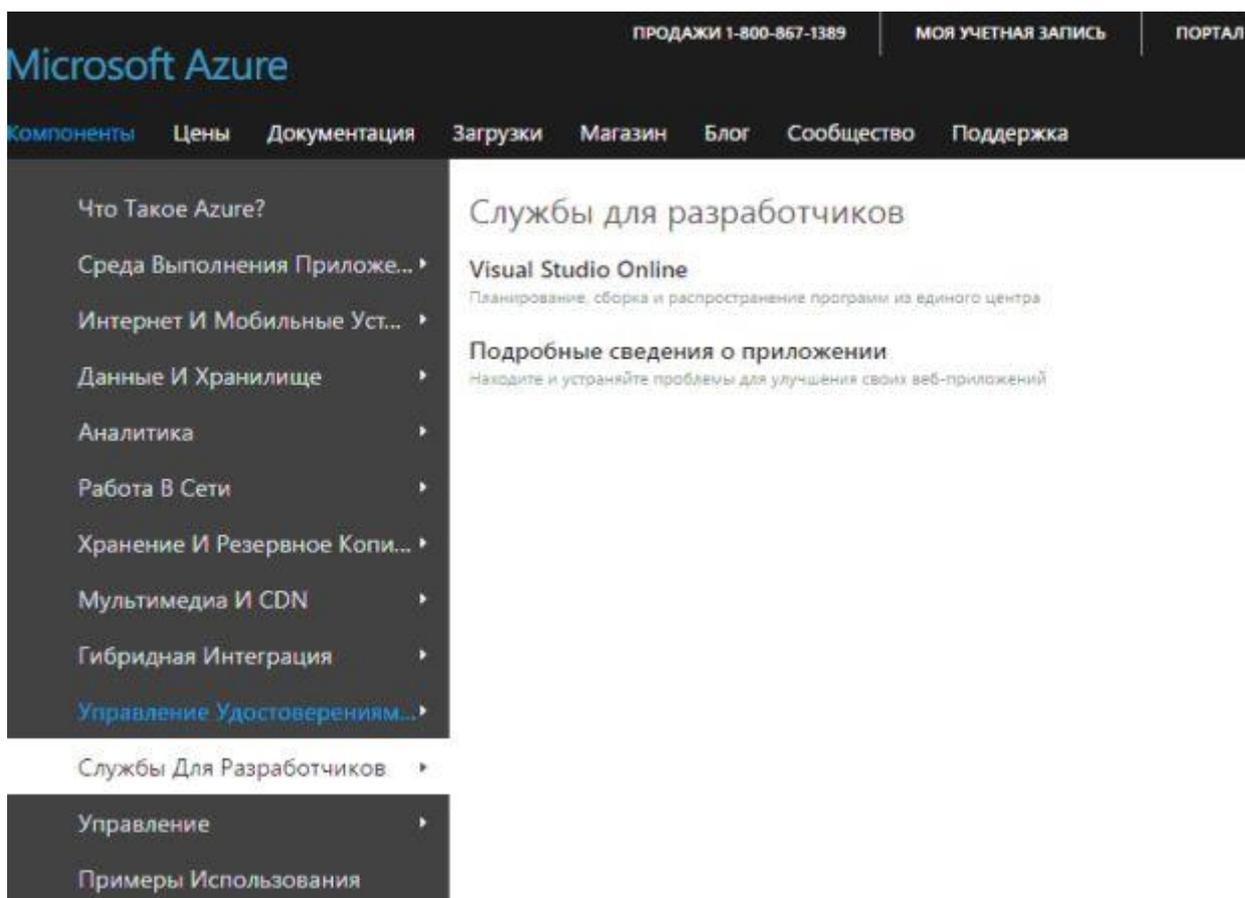 ПРОДАЖИ 1-800-867-1389
МОЯ УЧЕТНАЯ ЗАПИСЬ
ПОРТАЛ
Microsoft Azure
Компоненты
Цены
Документация
Загрузки
Магазин
Блог
Сообщество
Поддержка
Что Такое Azure?
Среда Выполнения Приложе...
Интернет И Мобильные Уст...
Данные И Хранилище
Аналитика
Работа В Сети
Хранение И Резервное Копи...
Мультимедиа И CDN
Гибридная Интеграция
Управление Удостоверениям...
Службы Для Разработчиков
Управление
Примеры Использования
Службы для разработчиков
Visual Studio Online
Планирование, сборка и распространение программ из единого центра
Подробные сведения о приложении
Находите и устраняйте проблемы для улучшения своих веб-приложений